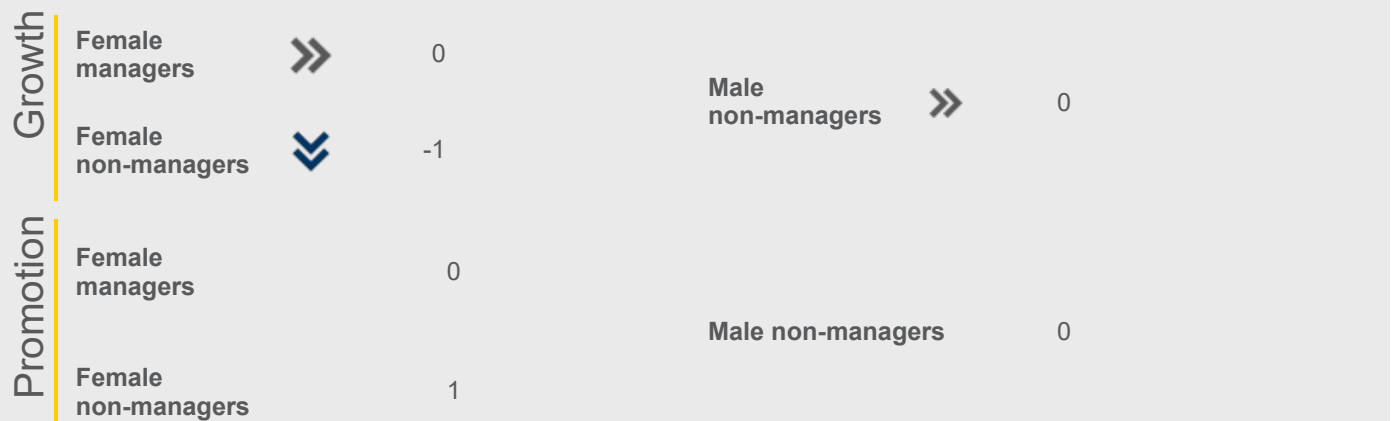 Growth
Female
managers
0
Female
non-managers
-1
Male
non-managers
0
Promotion
Female
managers
0
Female
non-managers
1
Male non-managers
0